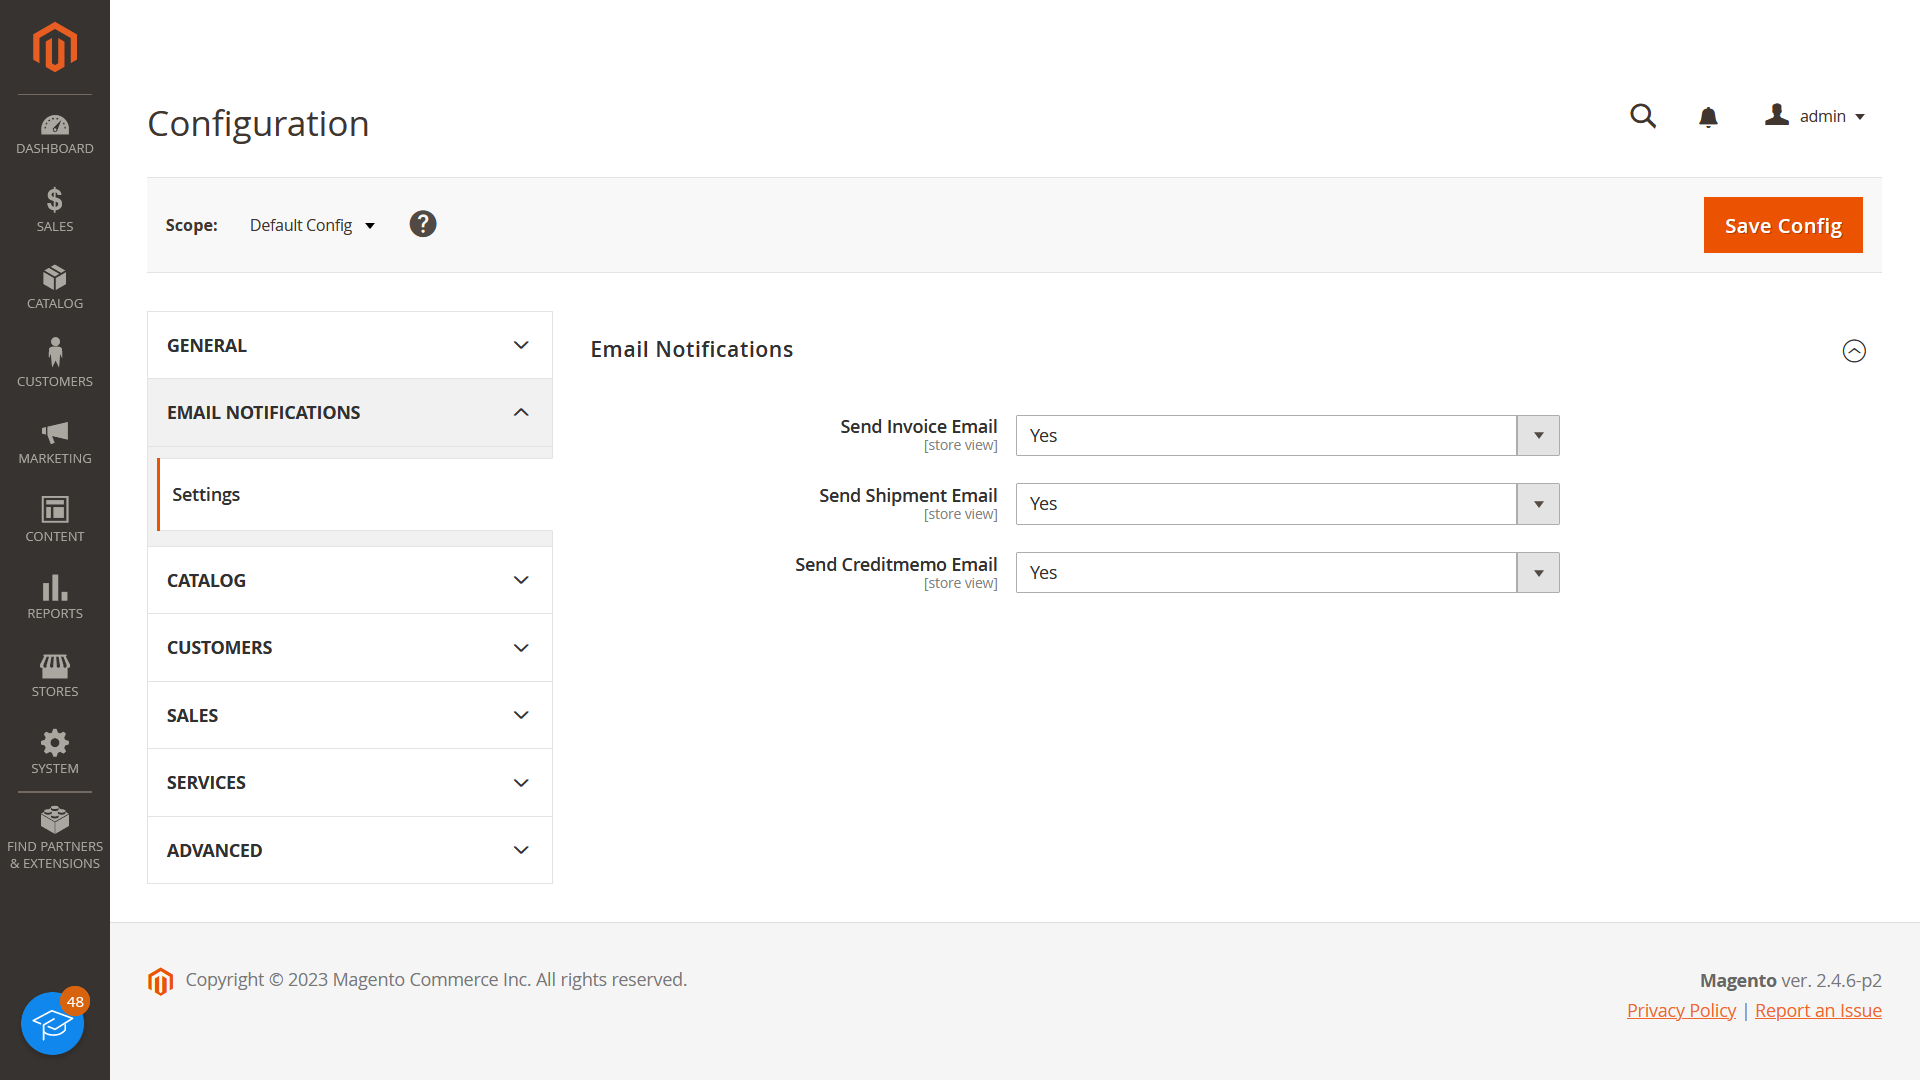 DASHBOARD
SALES
CATALOG
CUSTOMERS
MARKETING
CONTENT
REPORTS
STORES
SYSTEM
FIND PARTNERS
& EXTENSIONS
48
Configuration
admin
Scope:
Default Config
?
Save Config
GENERAL
EMAIL NOTIFICATIONS
Settings
CATALOG
CUSTOMERS
SALES
SERVICES
ADVANCED
Email Notifications
Send Invoice Email
[store view]
Yes
Send Shipment Email
[store view]
Yes
Send Creditmemo Email
[store view]
Yes
Copyright © 2023 Magento Commerce Inc. All rights reserved.
Magento ver. 2.4.6-p2
Privacy Policy | Report an Issue